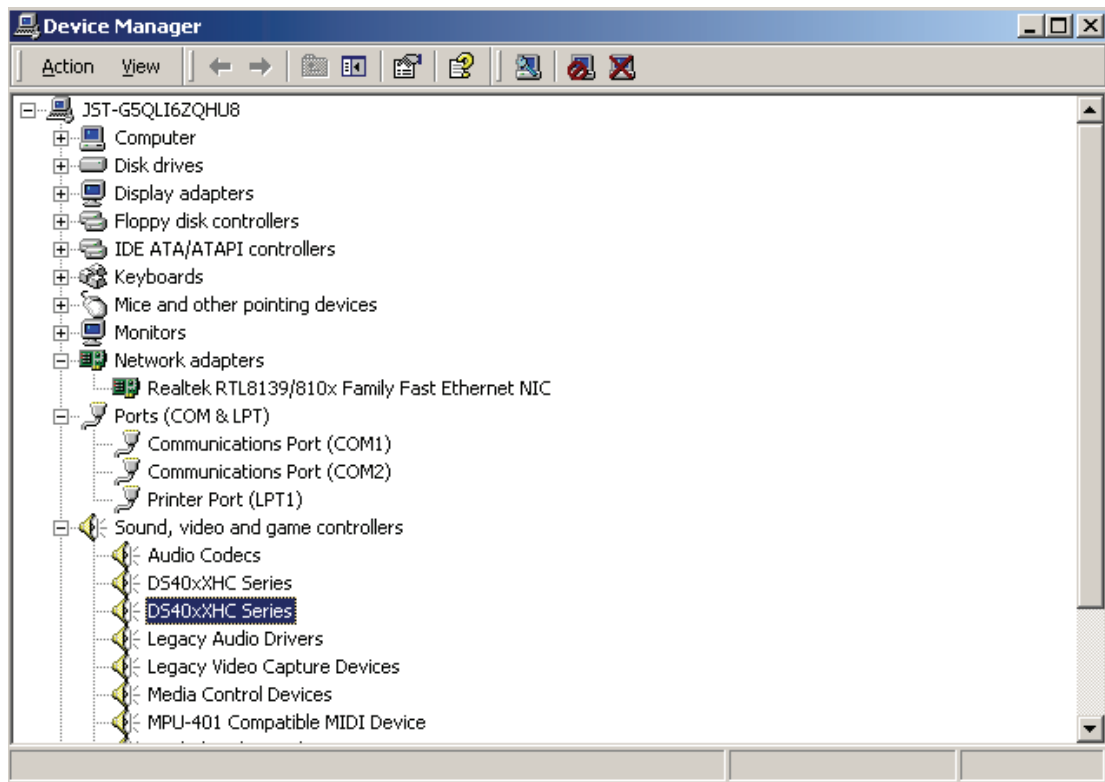 Device Manager
Action View
JST-G5QLI6ZQHU8
Computer
Disk drives
Display adapters
Floppy disk controllers
IDE ATA/ATAPI controllers
Keyboards
Mice and other pointing devices
Monitors
Network adapters
Realtek RTL8139/810x Family Fast Ethernet NIC
Ports (COM & LPT)
Communications Port (COM1)
Communications Port (COM2)
Printer Port (LPT1)
Sound, video and game controllers
Audio Codecs
DS40xXHC Series
DS40xXHC Series
Legacy Audio Drivers
Legacy Video Capture Devices
Media Control Devices
MPU-401 Compatible MIDI Device